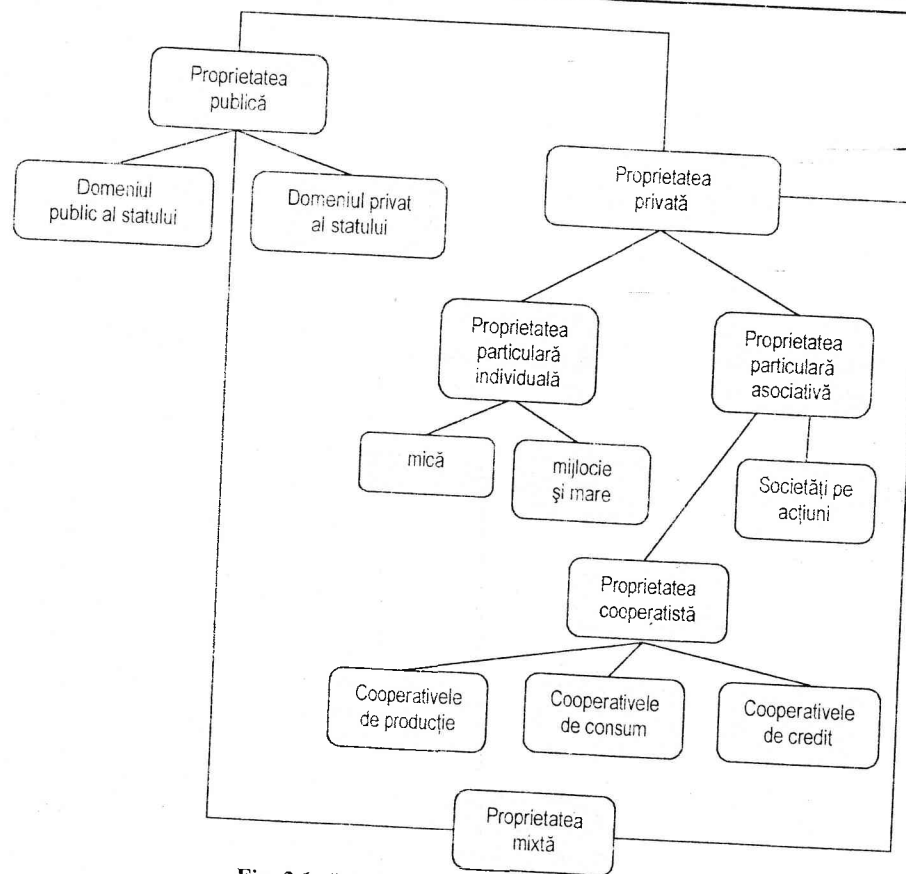 Proprietatea
publică
Domeniul
public al statului
Domeniul privat
al statului
Proprietatea
privată
Proprietatea
particulară
individuală
Proprietatea
particulară
asociativă
mică
mijlocie
şi mare
Societăți pe
acțiuni
Proprietatea
cooperatistă
Cooperativele
de producție
Cooperativele
de consum
Cooperativele
de credit
Proprietatea
mixtă